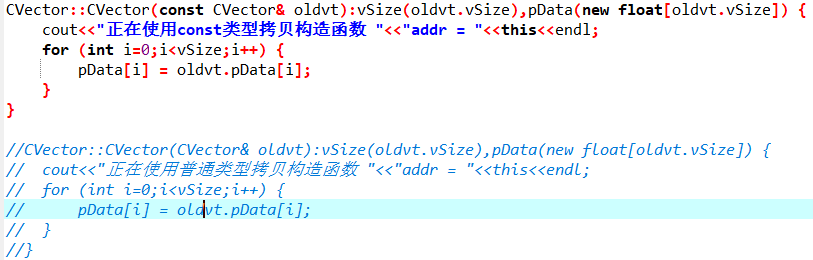 CVector::CVector(const CVector& oldvt):vSize(oldvt.vSize),pData(new float[oldvt.vSize]) {
    cout<<"正在使用const类型拷贝构造函数 "<<"addr = "<<this<<endl;
    for (int i=0;i<vSize;i++) {
        pData[i] = oldvt.pData[i];
    }
}
//CVector::CVector(CVector& oldvt):vSize(oldvt.vSize),pData(new float[oldvt.vSize]) {
//  cout<<"正在使用普通类型拷贝构造函数 "<<"addr = "<<this<<endl;
//  for (int i=0;i<vSize;i++) {
//      pData[i] = oldvt.pData[i];
//  }
//}